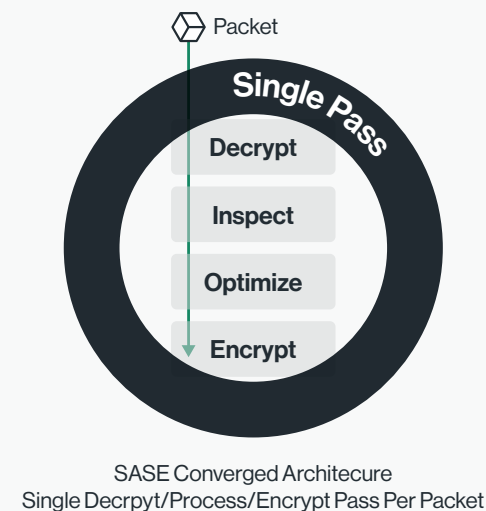 Packet
Single Pass
Decrypt
Inspect
Optimize
Encrypt
SASE Converged Architecure
Single Decrpyt/Process/Encrypt Pass Per Packet